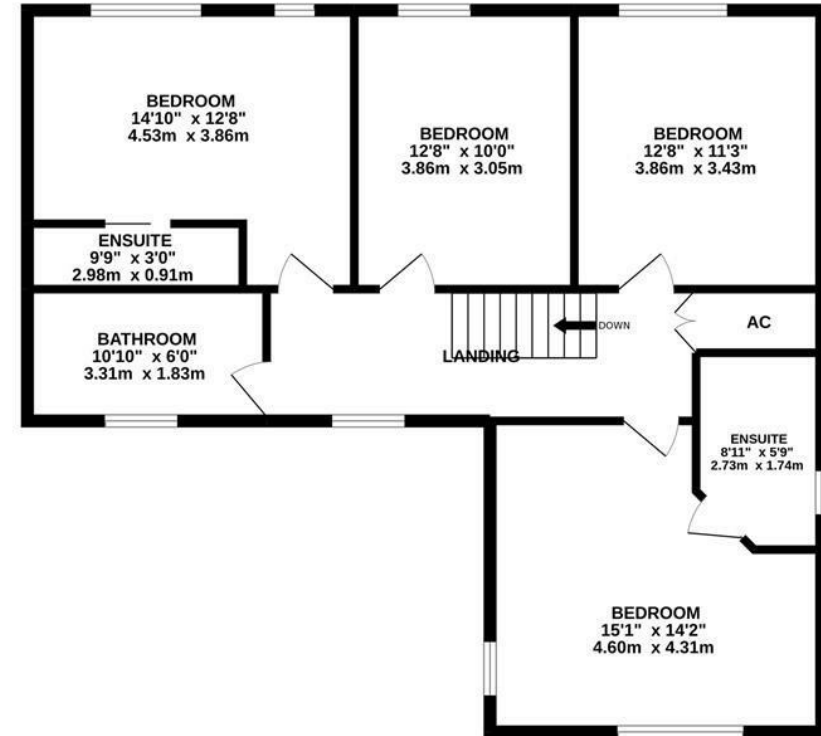 BEDROOM
14'10" x 12'8"
4.53m x 3.86m
BEDROOM
12'8" x 10'0"
3.86m x 3.05m
BEDROOM
12'8" x 11'3"
3.86m x 3.43m
ENSUITE
9'9" x 3'0"
2.98m x 0.91m
BATHROOM
10'10" x 6'0"
3.31m x 1.83m
LANDING
DOWN
AC
ENSUITE
8'11" x 5'9"
2.73m x 1.74m
BEDROOM
15'1" x 14'2"
4.60m x 4.31m